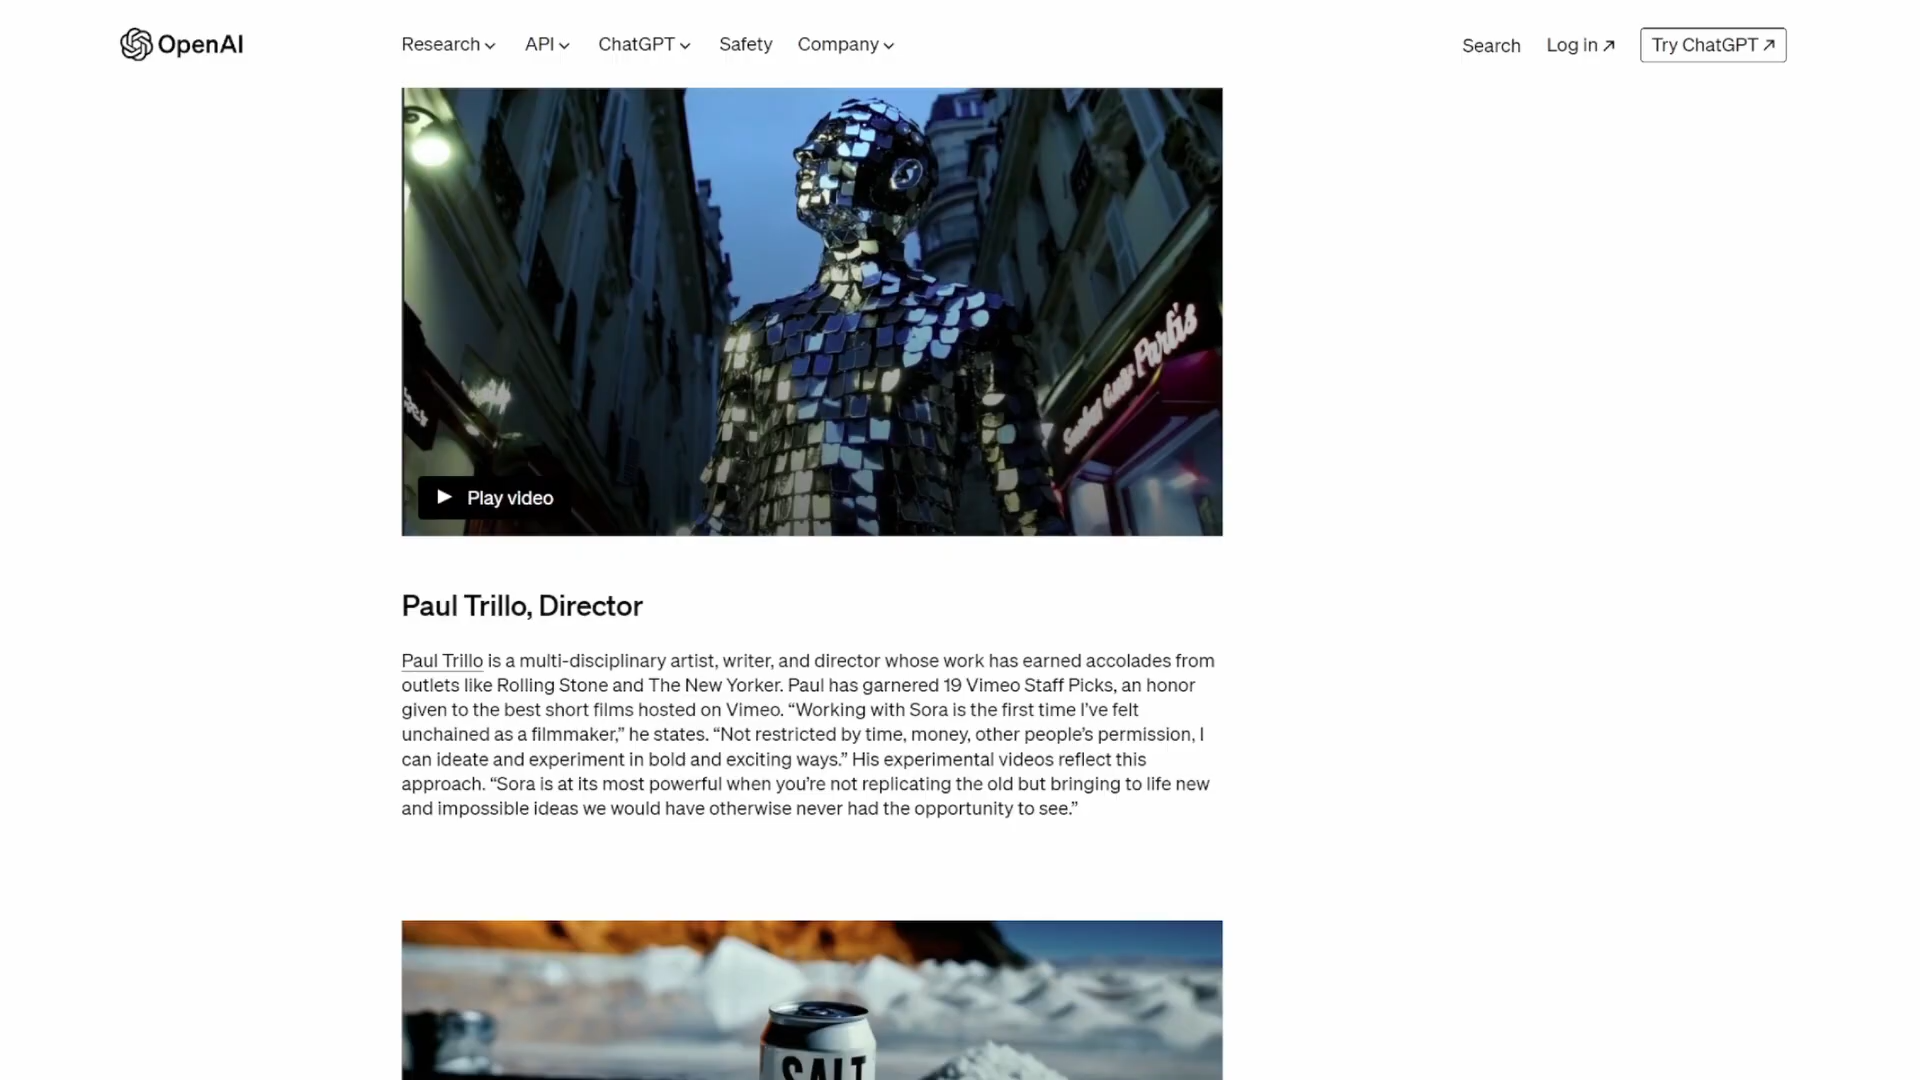 OpenAI
Research
API
ChatGPT
Safety
Company
Search
Log in
Try ChatGPT
Play video
Paul Trillo, Director
Paul Trillo is a multi-disciplinary artist, writer, and director whose work has earned accolades from
outlets like Rolling Stone and The New Yorker. Paul has garnered 19 Vimeo Staff Picks, an honor
given to the best short films hosted on Vimeo. “Working with Sora is the first time I’ve felt
unchained as a filmmaker,” he states. “Not restricted by time, money, other people’s permission, I
can ideate and experiment in bold and exciting ways.” His experimental videos reflect this
approach. “Sora is at its most powerful when you’re not replicating the old but bringing to life new
and impossible ideas we would have otherwise never had the opportunity to see.”
SALT